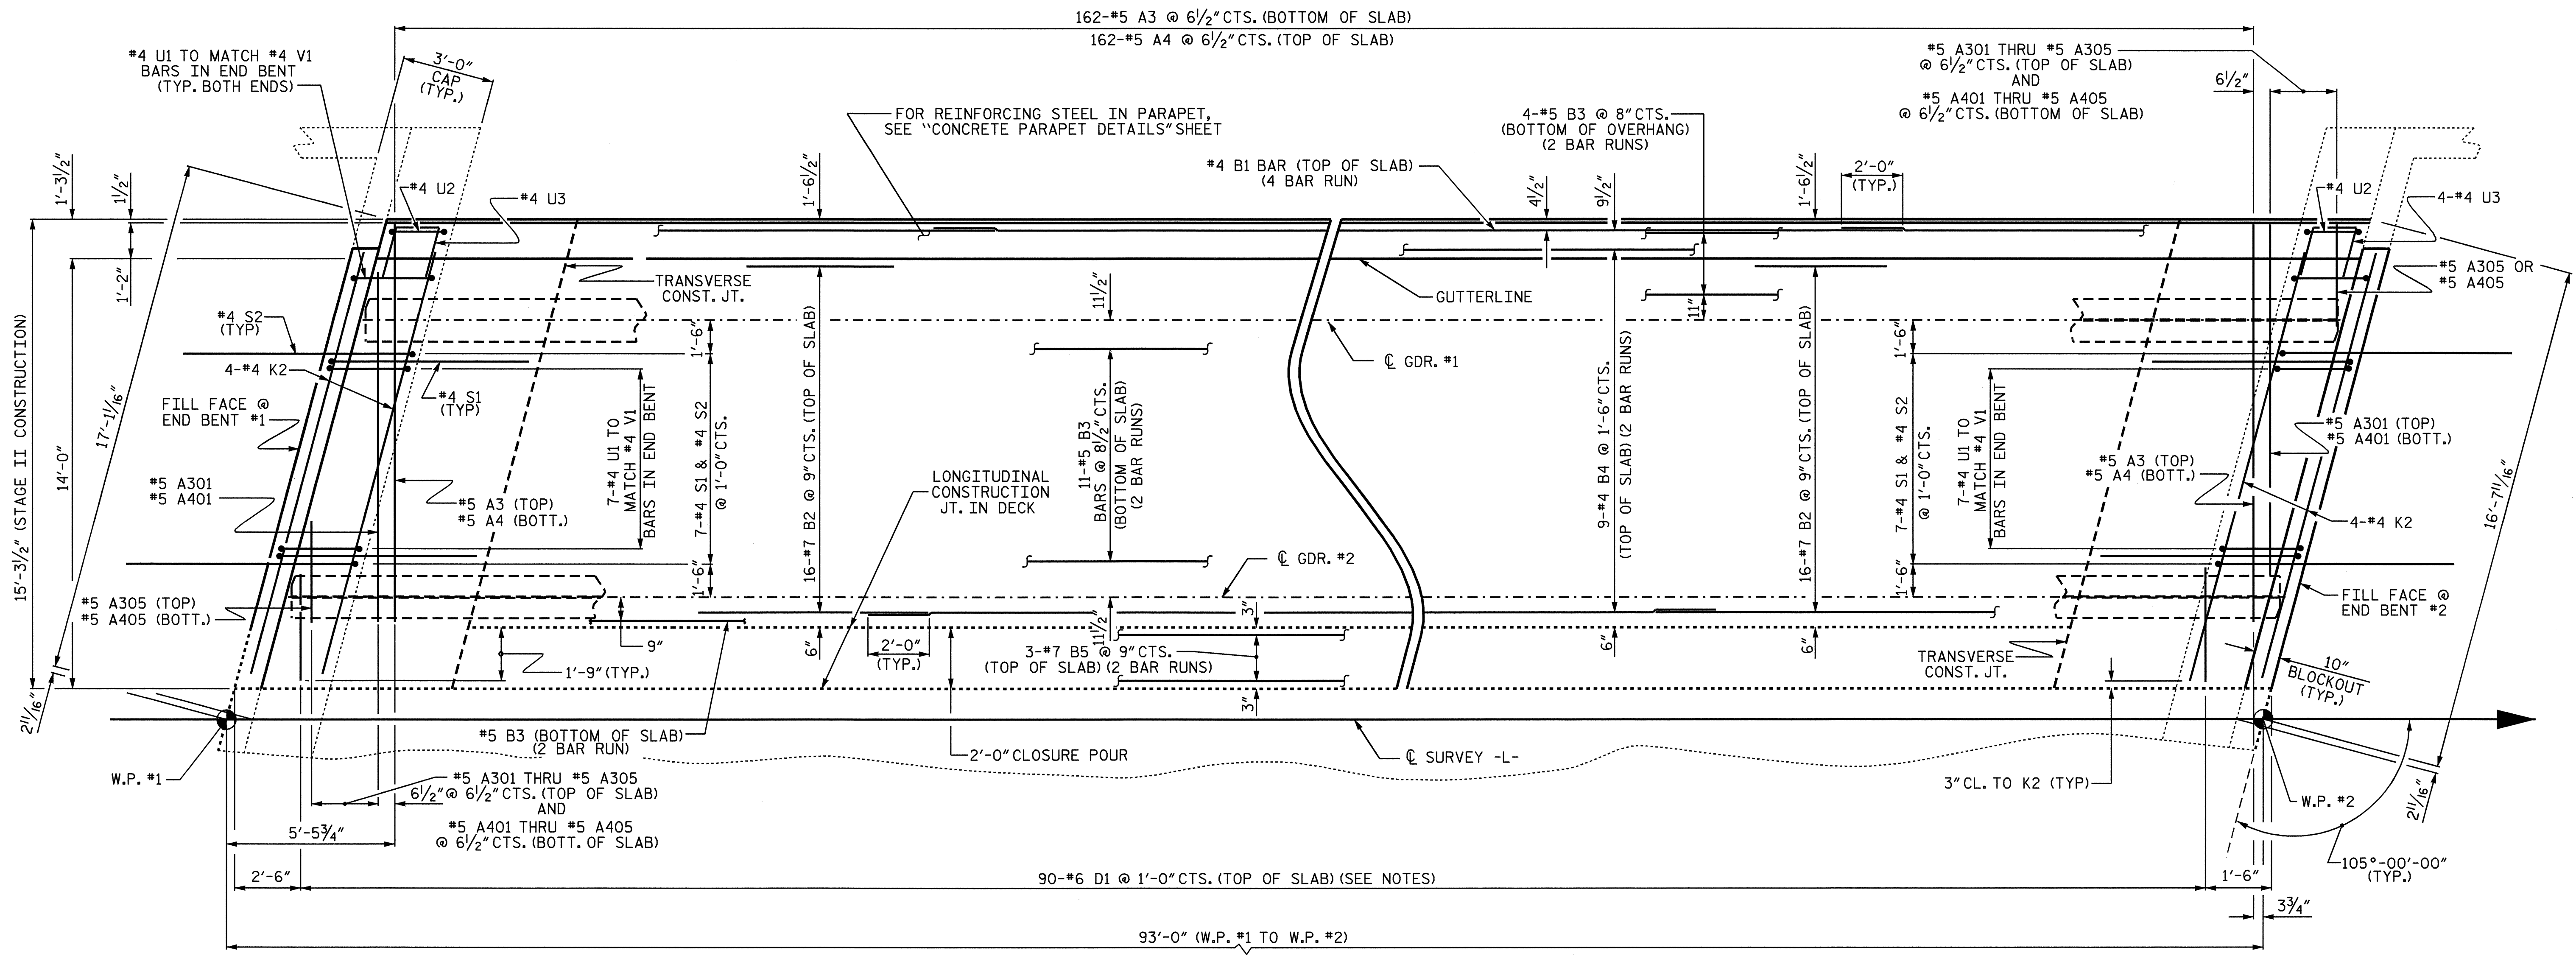 162-#5 A3 @ 6½" CTS. (BOTTOM OF SLAB)
162-#5 A4 @ 6½" CTS. (TOP OF SLAB)
#4 U1 TO MATCH #4 V1
BARS IN END BENT
(TYP. BOTH ENDS)
3'-0"
CAP
(TYP.)
FOR REINFORCING STEEL IN PARAPET,
SEE "CONCRETE PARAPET DETAILS" SHEET
4-#5 B3 @ 8" CTS.
(BOTTOM OF OVERHANG)
(2 BAR RUNS)
#5 A301 THRU #5 A305
@ 6½" CTS. (TOP OF SLAB)
AND
#5 A401 THRU #5 A405
@ 6½" CTS. (BOTTOM OF SLAB)
6½"
#4 B1 BAR (TOP OF SLAB)
(4 BAR RUN)
2'-0"
(TYP.)
1'-3½"
1½"
1'-2"
#4 U2
#4 U3
1'-6½"
4½"
9½"
1'-6½"
#4 U2
4-#4 U3
TRANSVERSE
CONST. JT.
GUTTERLINE
11½"
11"
#5 A305 OR
#5 A405
15'-3½" (STAGE II CONSTRUCTION)
14'-0"
17'-1 1/16"
#4 S2
(TYP)
4-#4 K2
#4 S1
(TYP)
FILL FACE @
END BENT #1
1'-6"
7-#4 U1 TO
MATCH #4 V1
BARS IN END BENT
7-#4 S1 & #4 S2
@ 1'-0" CTS.
1'-6"
16-#7 B2 @ 9" CTS. (TOP OF SLAB)
11-#5 B3
BARS @ 8½" CTS.
(BOTTOM OF SLAB)
(2 BAR RUNS)
℄ GDR. #1
9-#4 B4 @ 1'-6" CTS.
(TOP OF SLAB) (2 BAR RUNS)
16-#7 B2 @ 9" CTS. (TOP OF SLAB)
1'-6"
7-#4 S1 & #4 S2
@ 1'-0" CTS.
1'-6"
7-#4 U1 TO
MATCH #4 V1
BARS IN END BENT
#5 A301 (TOP)
#5 A401 (BOTT.)
#5 A3 (TOP)
#5 A4 (BOTT.)
4-#4 K2
16'-7 11/16"
#5 A301
#5 A401
#5 A3 (TOP)
#5 A4 (BOTT.)
LONGITUDINAL
CONSTRUCTION
JT. IN DECK
℄ GDR. #2
#5 A305 (TOP)
#5 A405 (BOTT.)
FILL FACE @
END BENT #2
9"
1'-9" (TYP.)
6"
2'-0"
(TYP.)
11½"
3"
3-#7 B5 @ 9" CTS.
(TOP OF SLAB) (2 BAR RUNS)
3"
6"
6"
TRANSVERSE
CONST. JT.
10"
BLOCKOUT
(TYP.)
2 11/16"
#5 B3 (BOTTOM OF SLAB)
(2 BAR RUN)
2'-0" CLOSURE POUR
℄ SURVEY -L-
3" CL. TO K2 (TYP)
W.P. #1
W.P. #2
2 11/16"
#5 A301 THRU #5 A305
6½" @ 6½" CTS. (TOP OF SLAB)
AND
#5 A401 THRU #5 A405
@ 6½" CTS. (BOTT. OF SLAB)
5'-5¾"
105°-00'-00"
(TYP.)
2'-6"
90-#6 D1 @ 1'-0" CTS. (TOP OF SLAB) (SEE NOTES)
1'-6"
3¾"
93'-0" (W.P. #1 TO W.P. #2)